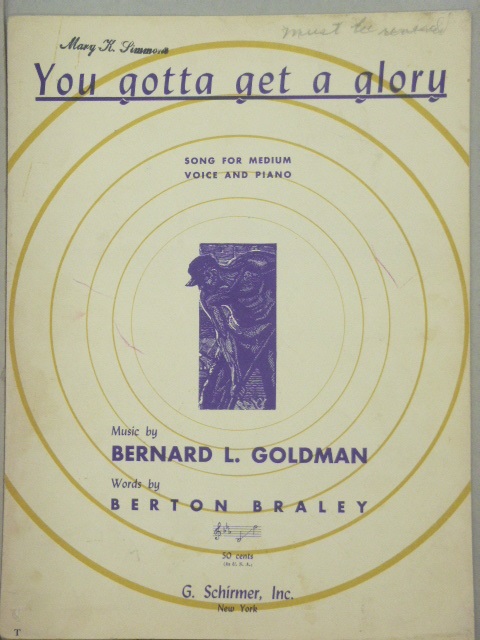 must be
Mary K. Simmons
You gotta get a glory
SONG FOR MEDIUM
VOICE AND PIANO
Music by
BERNARD L. GOLDMAN
Words by
BERTON BRALEY
50 cents
(In U. S. A.)
G. Schirmer, Inc.
New York
T